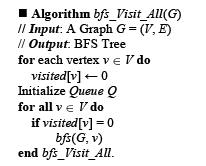 ■ Algorithm bfs_Visit_All(G)
// Input: A Graph G = (V, E)
// Output: BFS Tree
for each vertex v ∈ V do
visited[v] ← 0
Initialize Queue Q
for all v ∈ V do
if visited[v] = 0
bfs(G, v)
end bfs_Visit_All.